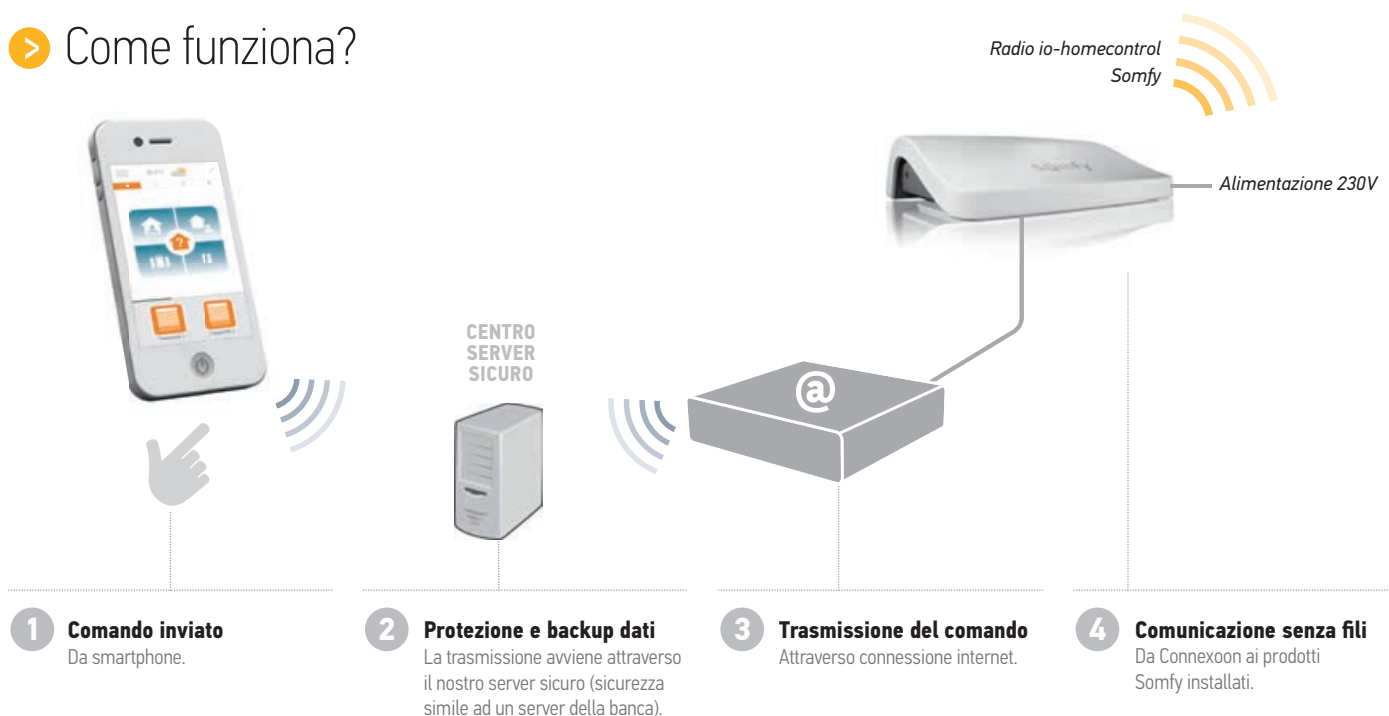 Come funziona?
Radio io-homecontrol
Somfy
somfy
Alimentazione 230V
CENTRO
SERVER
SICURO
@
1
Comando inviato
Da smartphone.
2
Protezione e backup dati
La trasmissione avviene attraverso
il nostro server sicuro (sicurezza
simile ad un server della banca).
3
Trasmissione del comando
Attraverso connessione internet.
4
Comunicazione senza fili
Da Connexoon ai prodotti
Somfy installati.